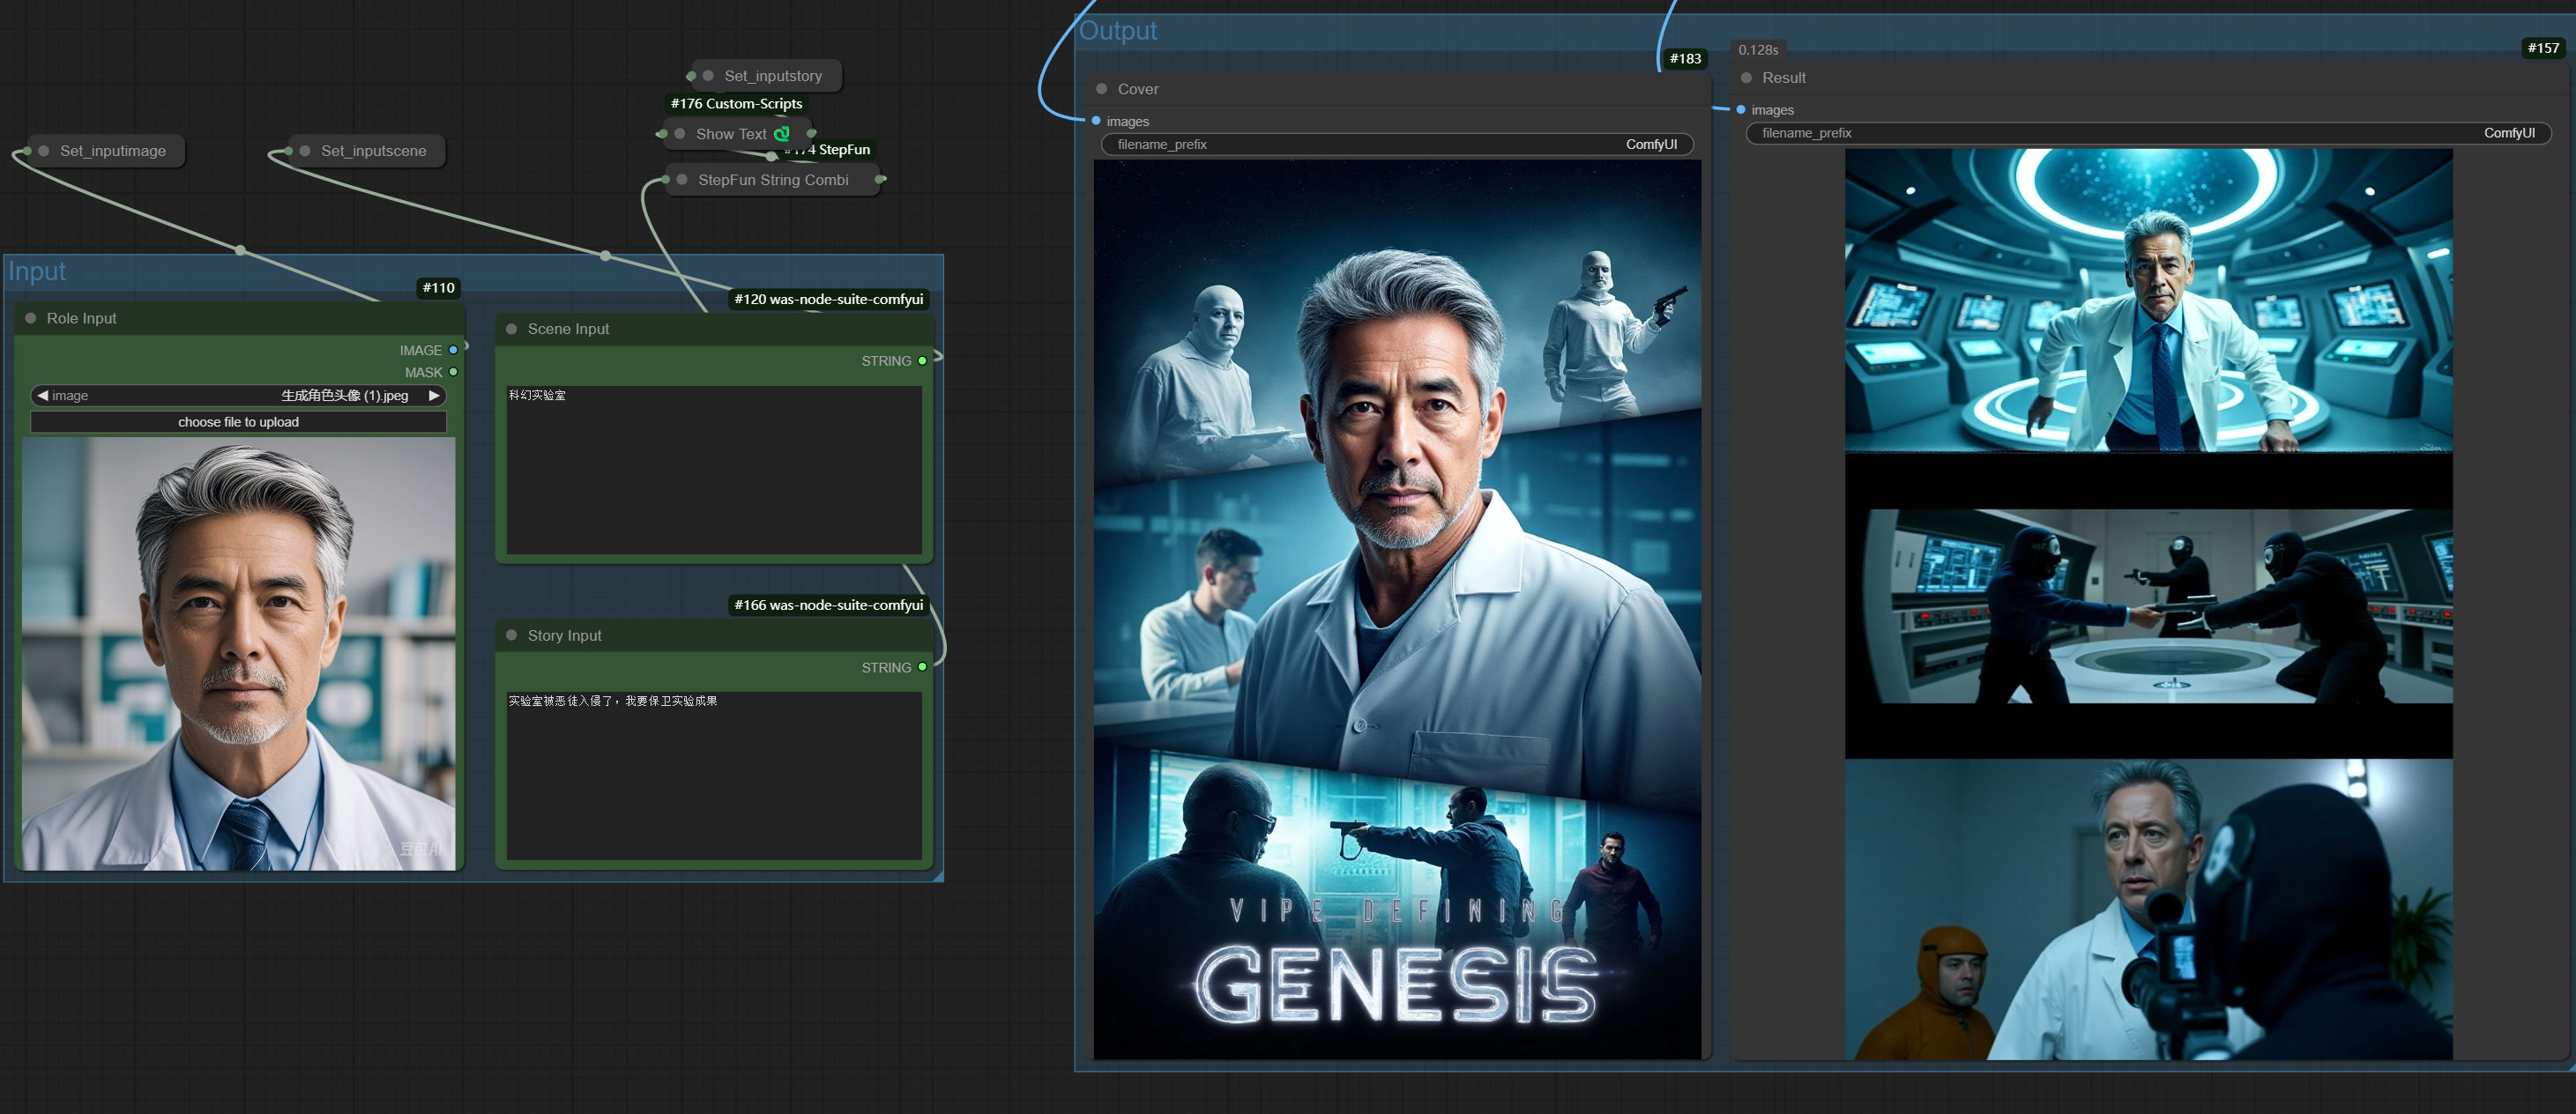 Output
Set_inputstory
#183
0.128s
#157
Cover
Result
#176 Custom-Scripts
images
images
Show Text
filename_prefix
ComfyUI
filename_prefix
ComfyUI
Set_inputimage
Set_inputscene
#174 StepFun
StepFun String Combi
Input
#110
#120 was-node-suite-comfyui
Role Input
Scene Input
IMAGE
STRING
MASK
image
生成角色头像 (1).jpeg
科幻实验室
choose file to upload
#166 was-node-suite-comfyui
Story Input
STRING
实验室被恶徒入侵了，我要保卫实验成果
豆包AI
VIPE DEFINING
GENESIS